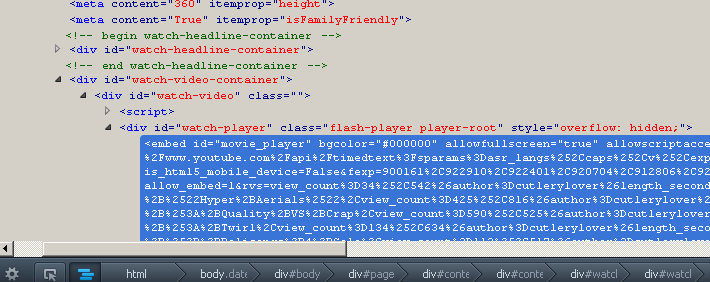 <meta content="360" itemprop="height">
<meta content="True" itemprop="isFamilyFriendly">
<!-- begin watch-headline-container -->
<div id="watch-headline-container">
<!-- end watch-headline-container -->
<div id="watch-video-container">
<div id="watch-video" class="">
<script>
<div id="watch-player" class="flash-player player-root" style="overflow: hidden;">
<embed id="movie_player" bgcolor="#000000" allowfullscreen="true" allowscriptacce
%2Fwww.youtube.com%2Fapi%2Ftimedtext%3Fsparams%3Dasr_langs%252Ccaps%252Cv%252Cexp
is_html5_mobile_device=False&fexp=900161%2C922910%2C922401%2C920704%2C912806%2C92
allow_embed=1&rvs=view_count%3D34%252C542%26author%3Dcutlerylover%26length_second
%2B%2522Hyper%2BAerials%2522%2Cview_count%3D425%252C816%26author%3Dcutlerylover%2
%253A%2BQuality%2BVS%2BCrap%2Cview_count%3D590%252C525%26author%3Dcutlerylover%26
%253A%2BTwirl%2Cview_count%3D134%252C634%26author%3Dcutlerylover%26length_second
html
body.date
div#body
div#page
div#conte
div#conte
div#watcl
div#watcl